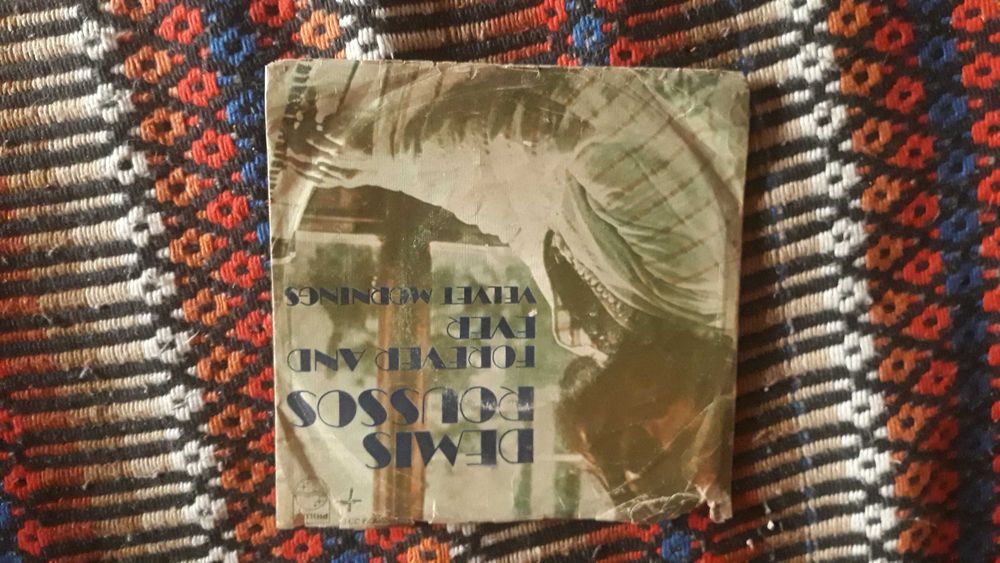 DEMIS
ROUSSOS
FOREVER AND
EVER
VELVET MORNINGS